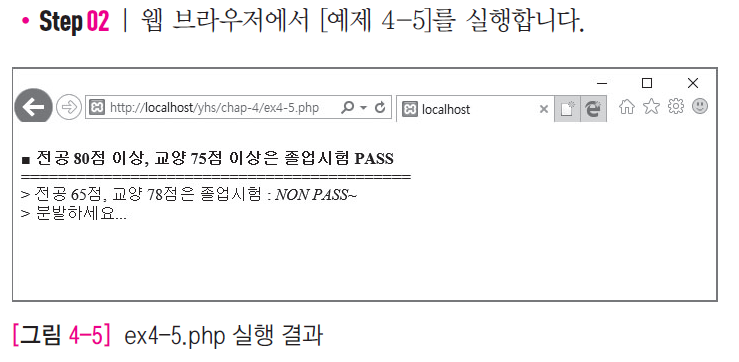 • Step 02 | 웹 브라우저에서 [예제 4-5]를 실행합니다.
http://localhost/yhs/chap-4/ex4-5.php
localhost
■ 전공 80점 이상, 교양 75점 이상은 졸업시험 PASS
=======================================
> 전공 65점, 교양 78점은 졸업시험 : NON PASS~
> 분발하세요...
[그림 4-5] ex4-5.php 실행 결과